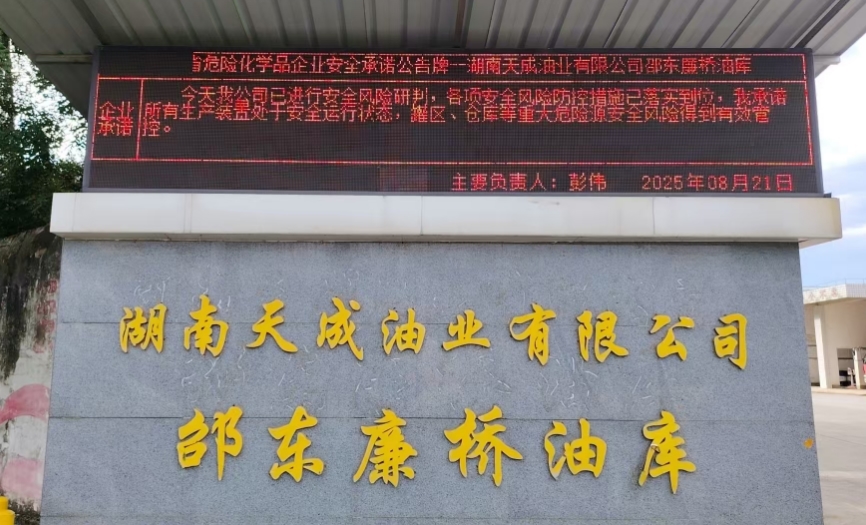 省危险化学品企业安全承诺公告牌--湖南天成油业有限公司邵东廉桥油库
企业
承诺
今天我公司已进行安全风险研判，各项安全风险防控措施已落实到位，我承诺
所有生产装置处于安全运行状态，罐区、仓库等重大危险源安全风险得到有效管
控。
主要负责人：彭伟 2025年08月21日
湖南天成油业有限公司
邵东廉桥油库